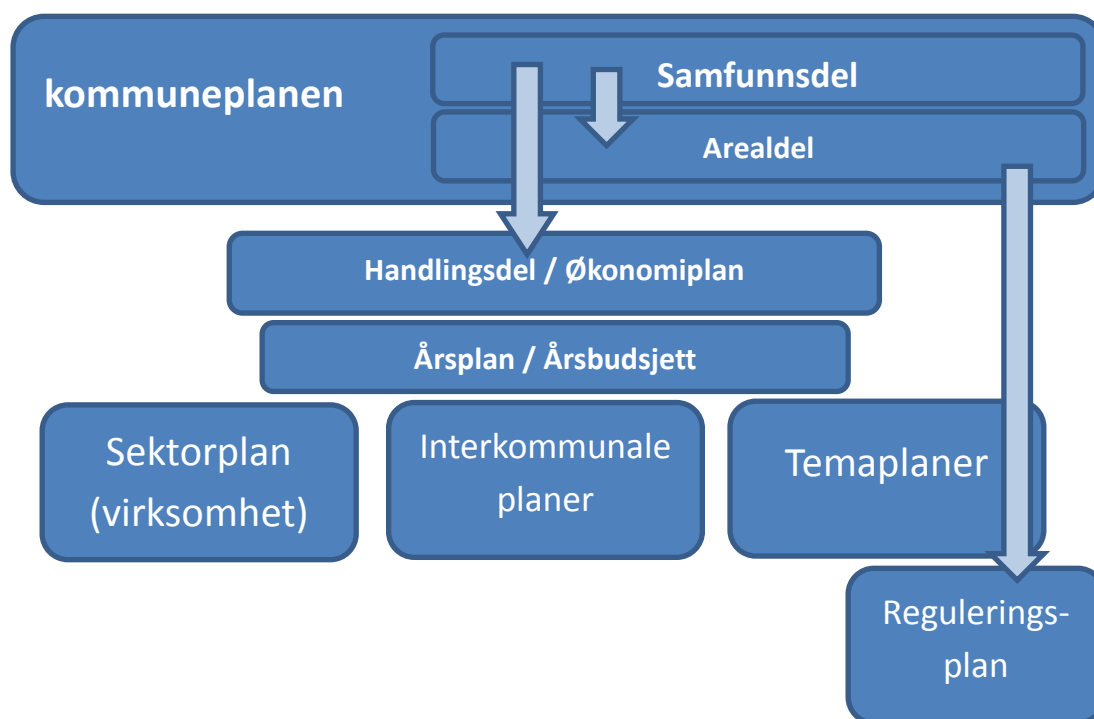 kommuneplanen
Samfunnsdel
Arealdel
Handlingsdel / Økonomiplan
Årsplan / Årsbudsjett
Sektorplan
(virksomhet)
Interkommunale
planer
Temaplaner
Regulerings-
plan